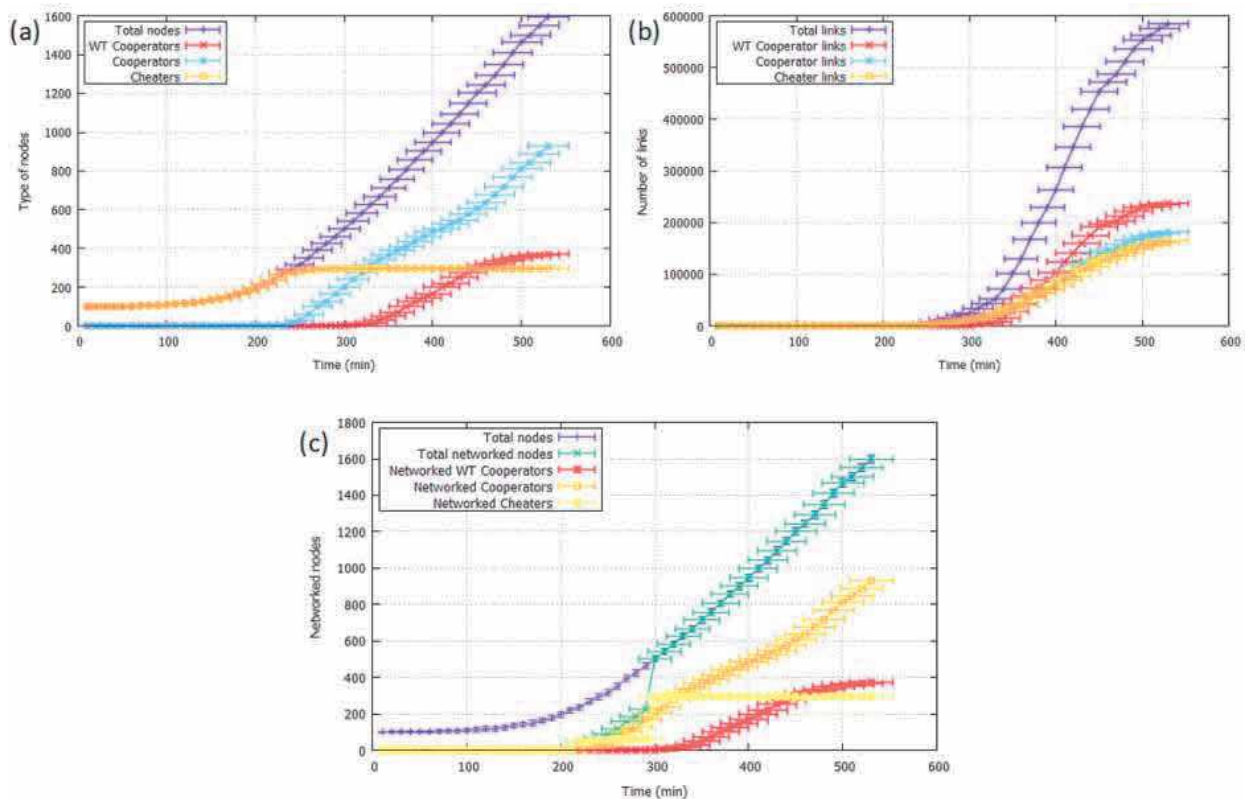 (a)
Total nodes
WT Cooperators
Cooperators
Cheaters
Type of nodes
1600
1400
1200
1000
800
600
400
200
0
0 100 200 300 400 500 600
Time (min)
(b)
Total links
WT Cooperator links
Cooperator links
Cheater links
Number of links
600000
500000
400000
300000
200000
100000
0
0 100 200 300 400 500 600
Time (min)
(c)
Total nodes
Total networked nodes
Networked WT Cooperators
Networked Cooperators
Networked Cheaters
Networked nodes
1800
1600
1400
1200
1000
800
600
400
200
0
0 100 200 300 400 500 600
Time (min)